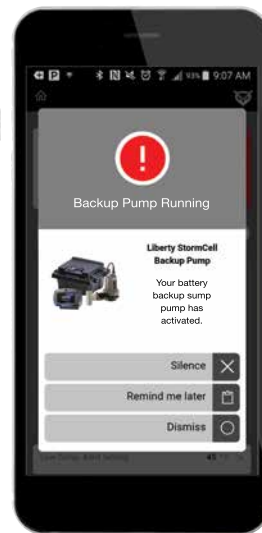 9:07 AM
Backup Pump Running
Liberty StormCell
Backup Pump
Your battery
backup sump
pump has
activated.
Silence
Remind me later
Dismiss